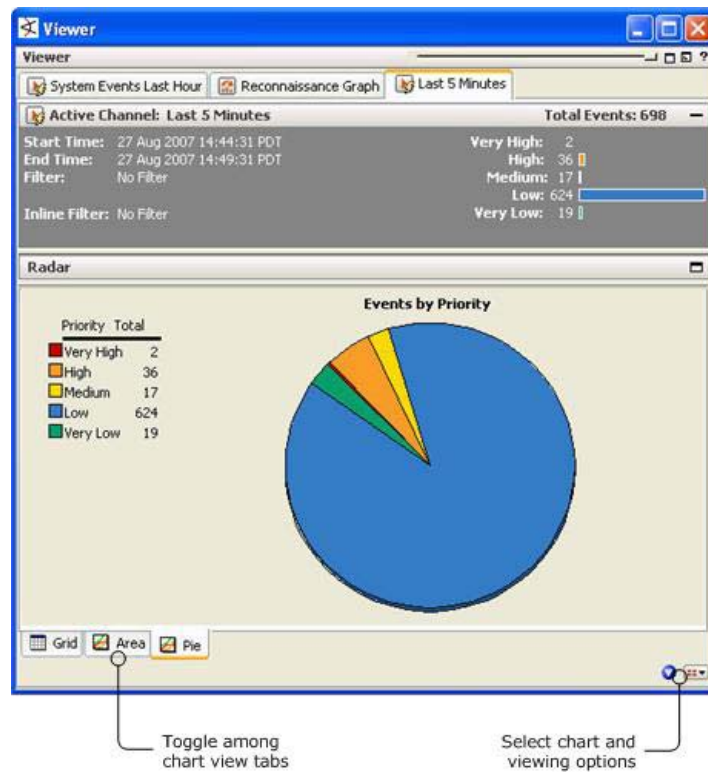 Viewer
Viewer
System Events Last Hour Reconnaissance Graph Last 5 Minutes
Active Channel: Last 5 Minutes Total Events: 698
Start Time: 27 Aug 2007 14:44:31 PDT Very High: 2
End Time: 27 Aug 2007 14:49:31 PDT High: 36
Filter: No Filter Medium: 17
Low: 624
Inline Filter: No Filter Very Low: 19
Radar
Events by Priority
Priority Total
Very High 2
High 36
Medium 17
Low 624
Very Low 19
Grid Area Pie
Toggle among
chart view tabs
Select chart and
viewing options